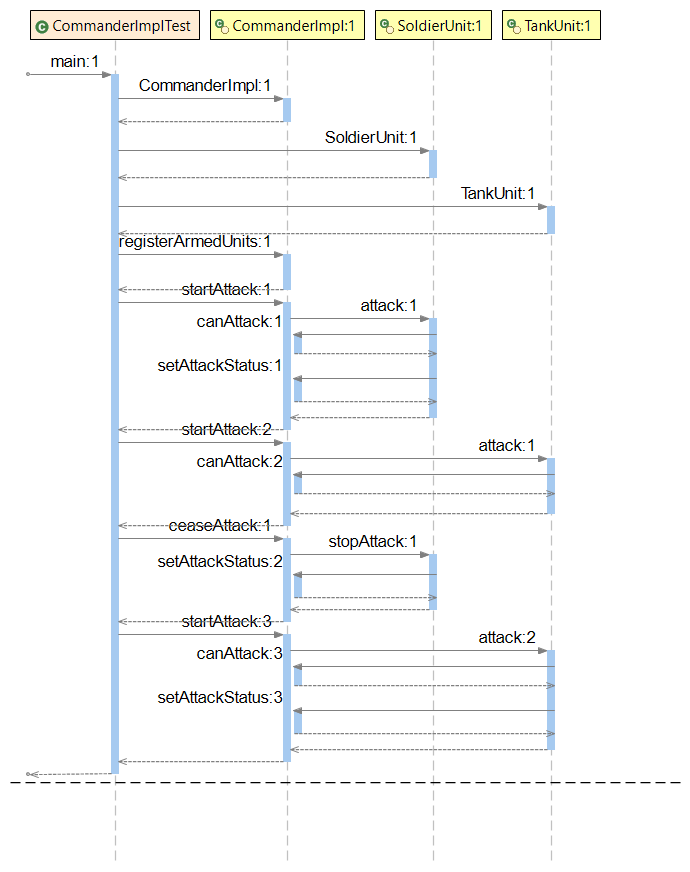 CommanderImplTest
CommanderImpl:1
SoldierUnit:1
TankUnit:1
main:1
CommanderImpl:1
SoldierUnit:1
TankUnit:1
registerArmedUnits:1
startAttack:1
attack:1
canAttack:1
setAttackStatus:1
startAttack:2
attack:1
canAttack:2
ceaseAttack:1
stopAttack:1
setAttackStatus:2
startAttack:3
attack:2
canAttack:3
setAttackStatus:3